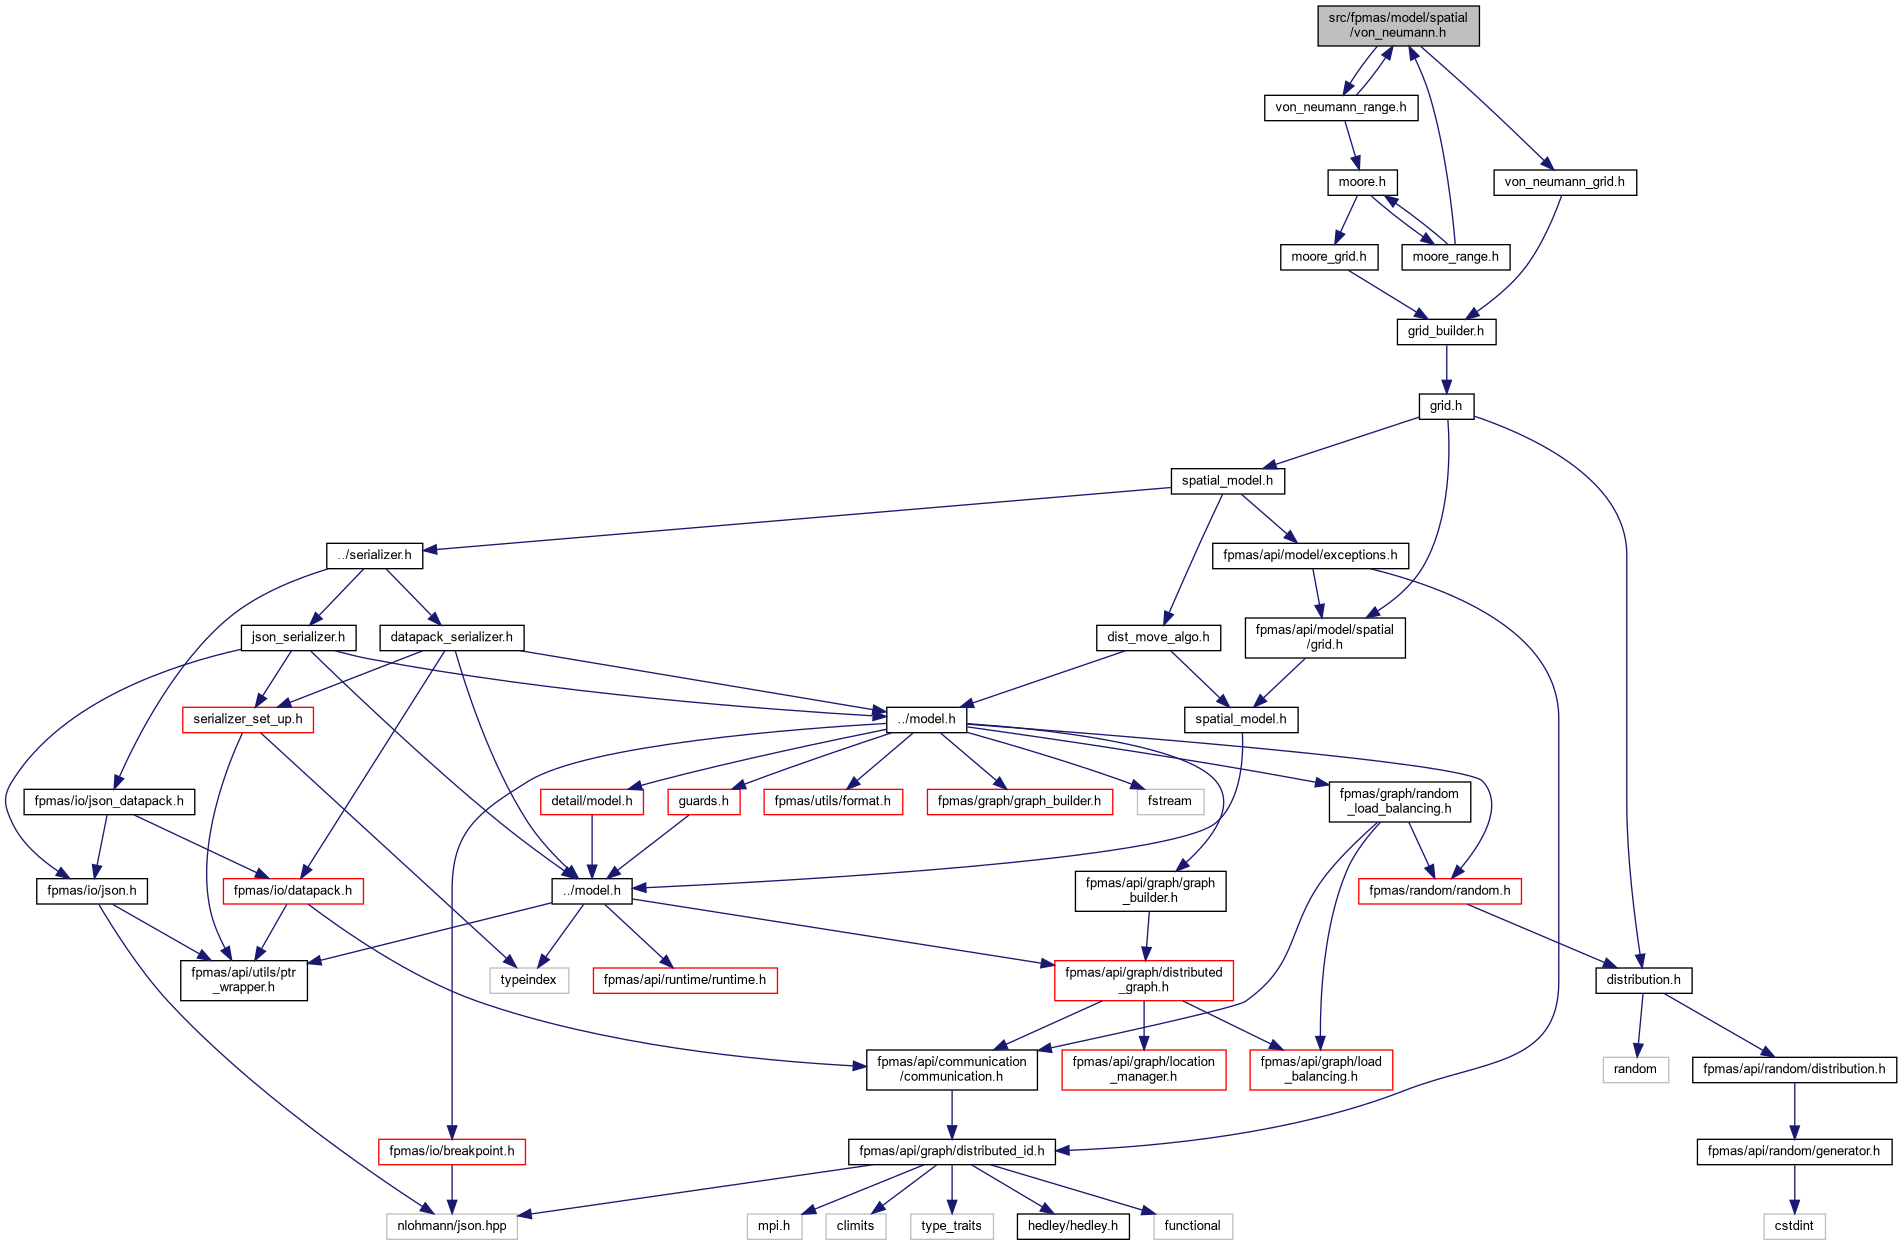 src/fpmas/model/spatial
/von_neumann.h
von_neumann_range.h
moore.h
von_neumann_grid.h
moore_grid.h
moore_range.h
grid_builder.h
grid.h
spatial_model.h
../serializer.h
fpmas/api/model/exceptions.h
json_serializer.h
datapack_serializer.h
dist_move_algo.h
fpmas/api/model/spatial
/grid.h
serializer_set_up.h
../model.h
spatial_model.h
fpmas/io/json_datapack.h
detail/model.h
guards.h
fpmas/utils/format.h
fpmas/graph/graph_builder.h
fstream
fpmas/graph/random
_load_balancing.h
fpmas/io/json.h
fpmas/io/datapack.h
../model.h
fpmas/api/graph/graph
_builder.h
fpmas/random/random.h
fpmas/api/utils/ptr
_wrapper.h
typeindex
fpmas/api/runtime/runtime.h
fpmas/api/graph/distributed
_graph.h
distribution.h
fpmas/api/communication
/communication.h
fpmas/api/graph/location
_manager.h
fpmas/api/graph/load
_balancing.h
random
fpmas/api/random/distribution.h
fpmas/io/breakpoint.h
fpmas/api/graph/distributed_id.h
fpmas/api/random/generator.h
nlohmann/json.hpp
mpi.h
climits
type_traits
hedley/hedley.h
functional
cstdint